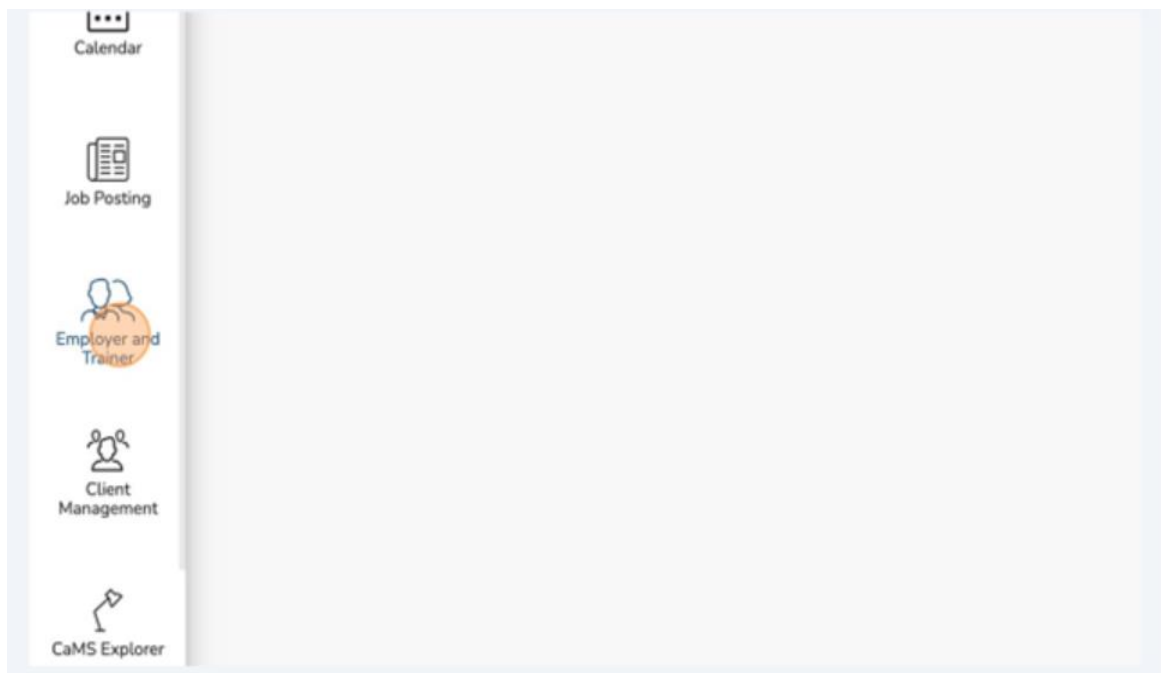 Calendar
Job Posting
Employer and
Trainer
Client
Management
CaMS Explorer